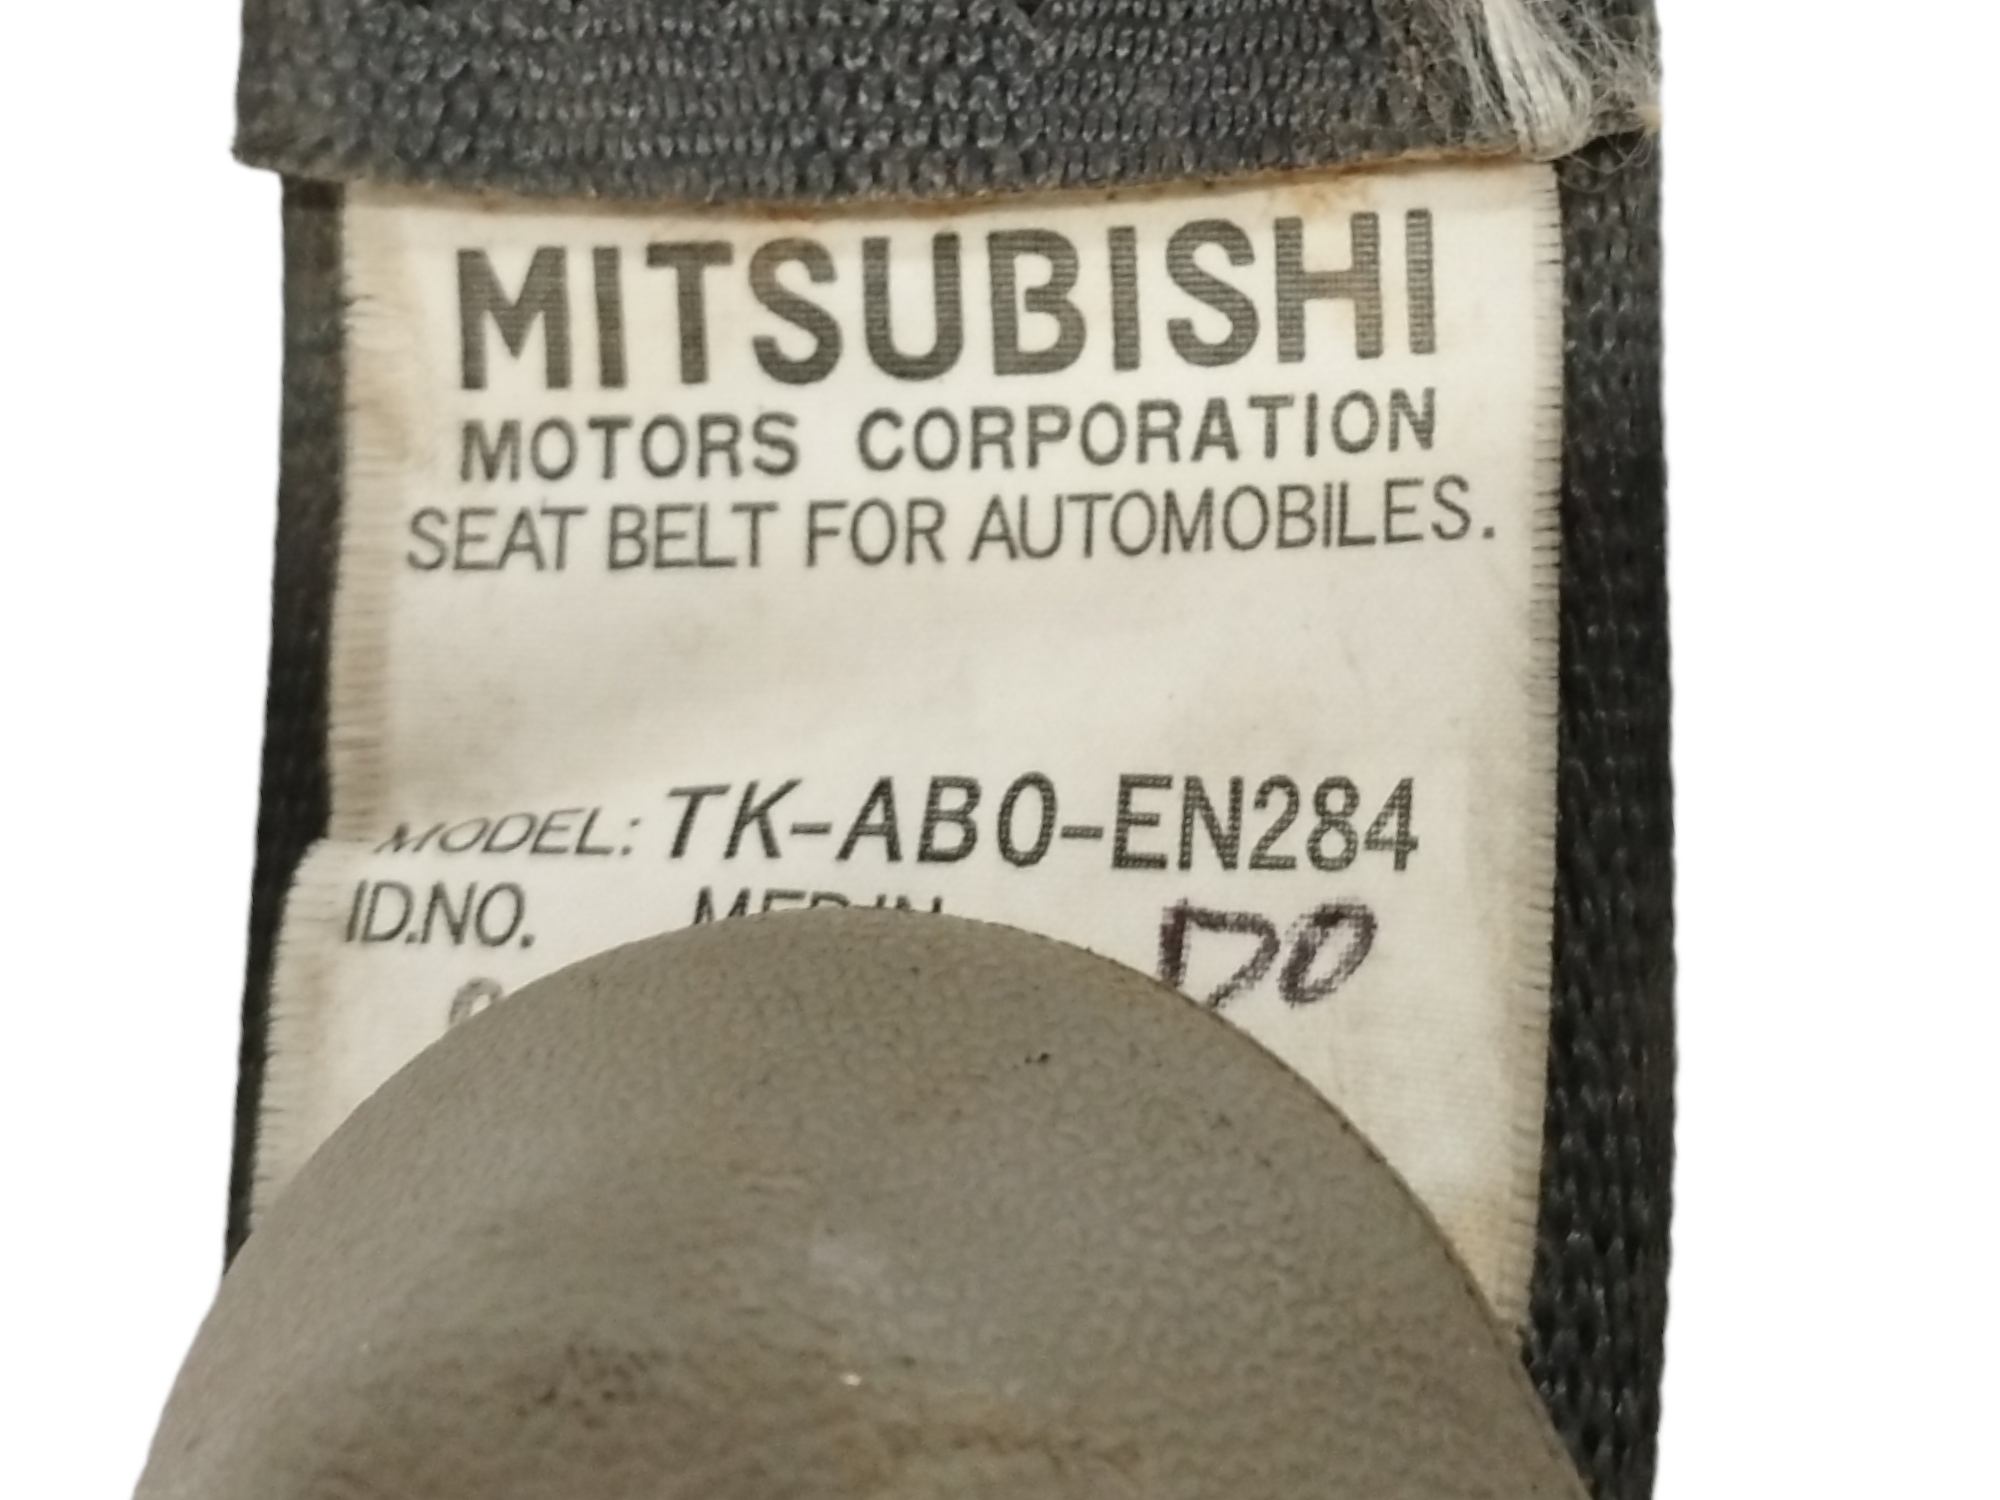 MITSUBISHI
MOTORS CORPORATION
SEAT BELT FOR AUTOMOBILES.
MODEL: TK-AB0-EN284
ID.NO.